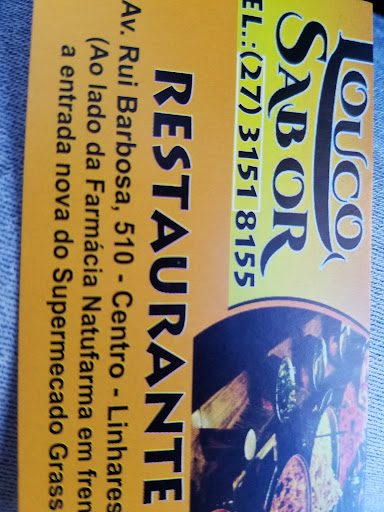 LOUCO
SABOR
EL.:(27) 3151 8155
RESTAURANTE
Av. Rui Barbosa, 510 - Centro - Linhares
(Ao lado da Farmácia Natufarma em fren
a entrada nova do Supermecado Grass